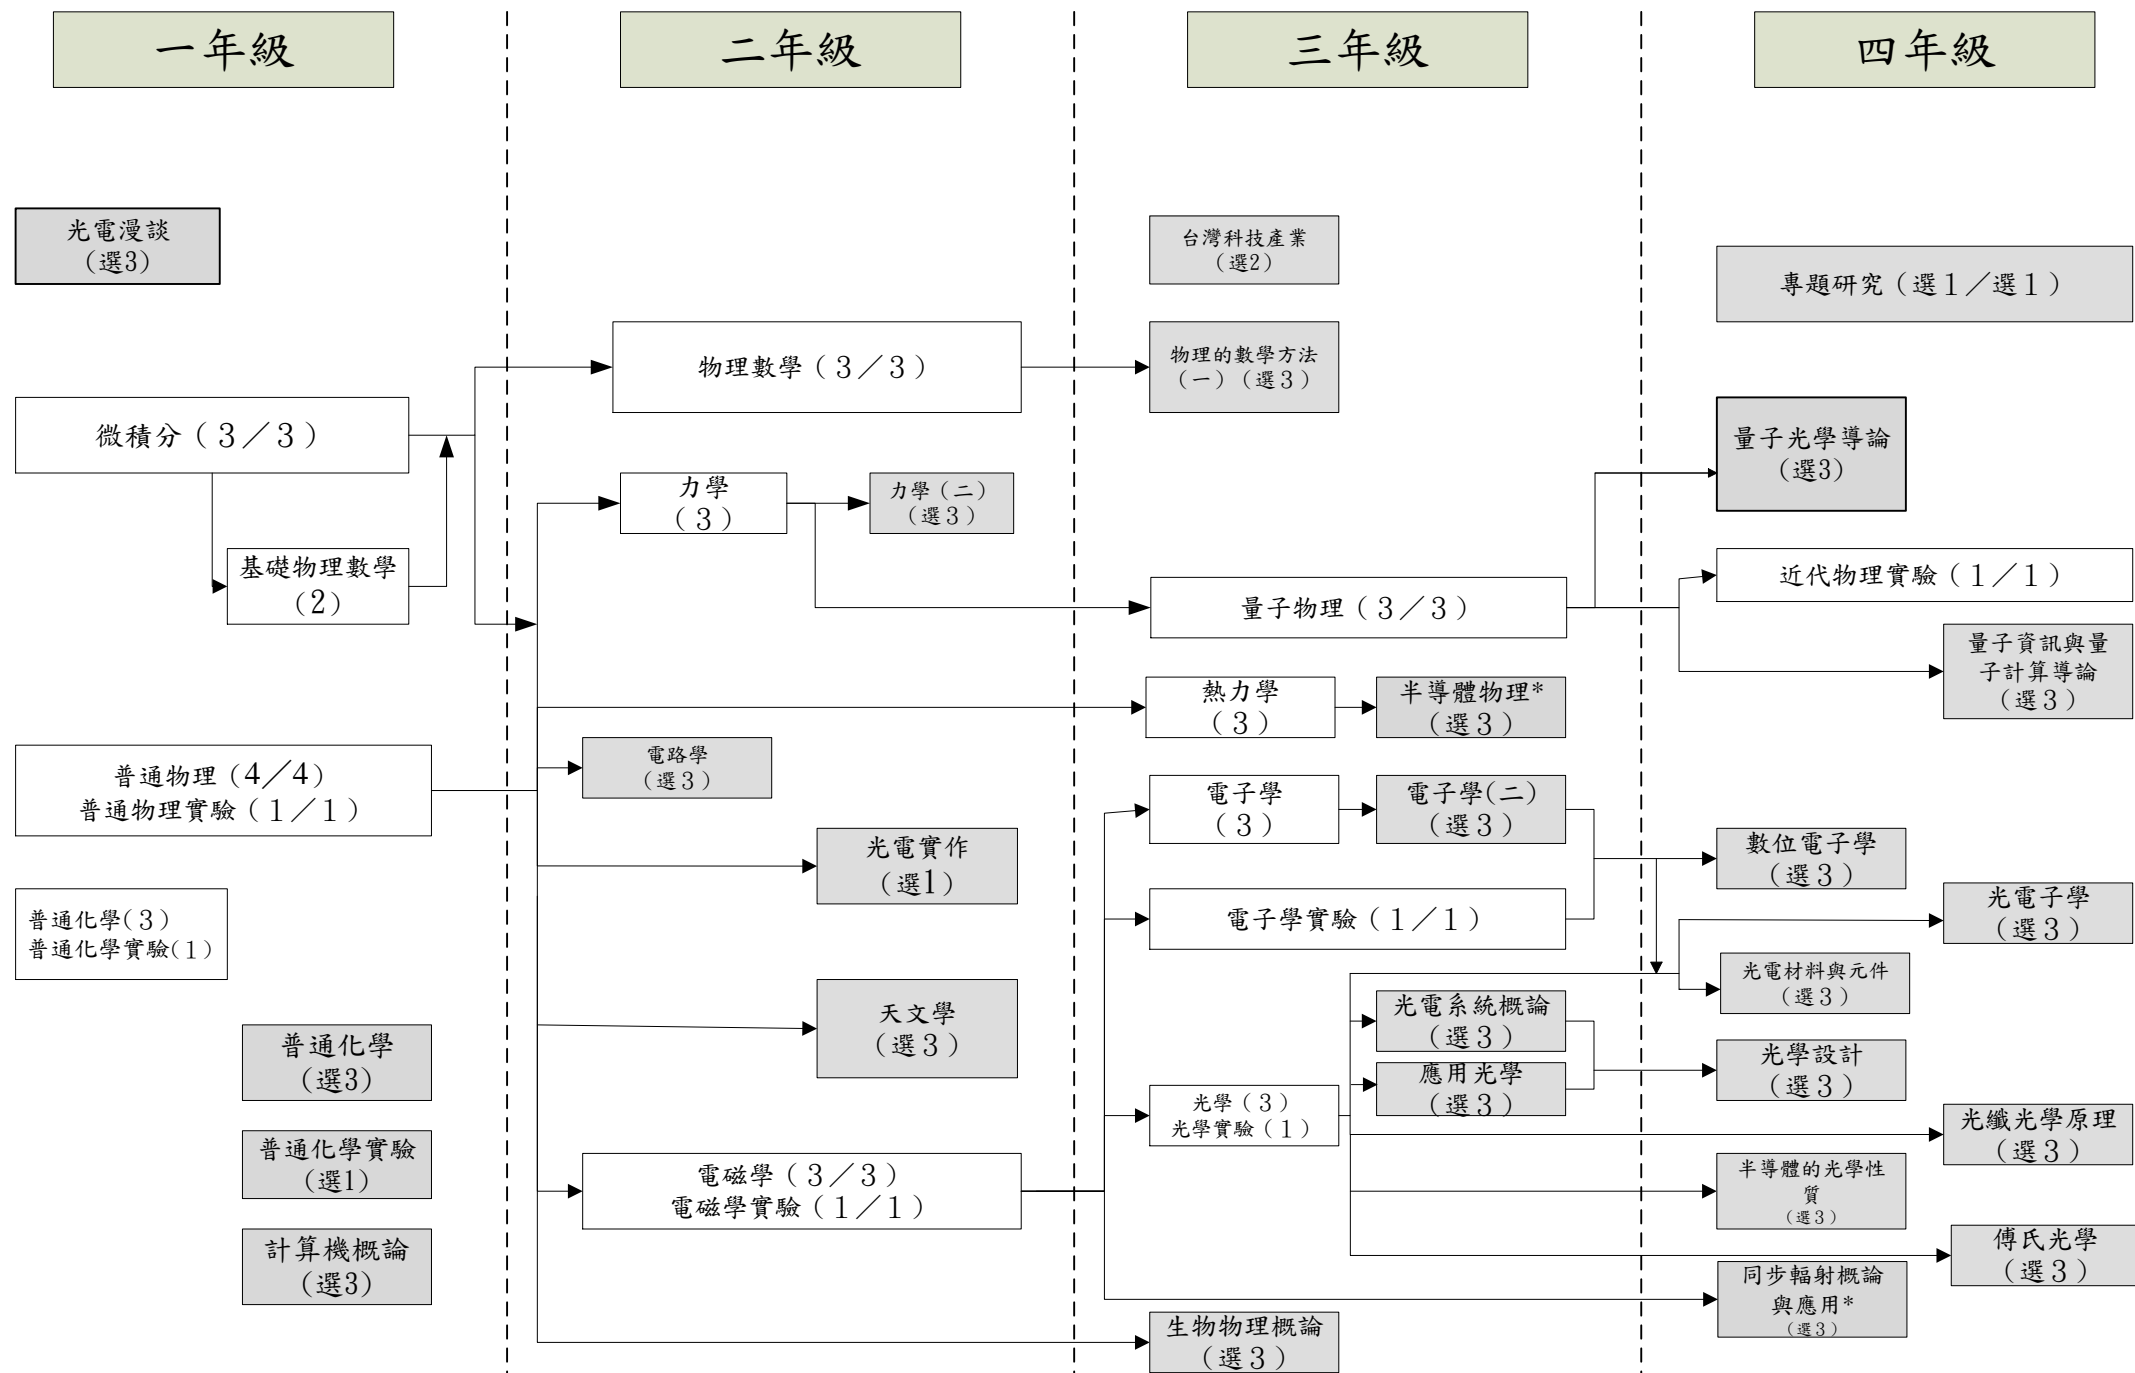 一年級
二年級
三年級
四年級
光電漫談
(選3)
微積分（３／３）
基礎物理數學
(2)
普通物理（4／4）
普通物理實驗（１／１）
普通化學(３)
普通化學實驗(１)
普通化學
(選3)
普通化學實驗
(選1)
計算機概論
(選3)
物理數學（３／３）
力學
（３）
力學（二）
（選３）
電路學
（選３）
光電實作
（選1）
天文學
（選３）
電磁學（３／３）
電磁學實驗（１／１）
台灣科技產業
（選2）
物理的數學方法
（一）（選３）
量子物理（３／３）
熱力學
（３）
半導體物理*
（選３）
電子學
（３）
電子學(二)
（選３）
電子學實驗（１／１）
光電系統概論
（選３）
應用光學
（選３）
光學（３）
光學實驗（１）
生物物理概論
（選３）
專題研究（選１／選１）
量子光學導論
(選3)
近代物理實驗（１／１）
量子資訊與量
子計算導論
（選３）
數位電子學
（選３）
光電子學
（選３）
光電材料與元件
（選３）
光學設計
（選３）
光纖光學原理
（選３）
半導體的光學性
質
（選３）
傅氏光學
（選３）
同步輻射概論
與應用*
（選３）